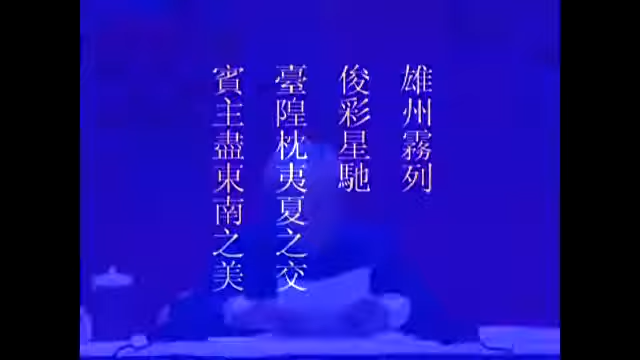 雄州霧列
俊彩星馳
臺隍枕夷夏之交
賓主盡東南之美